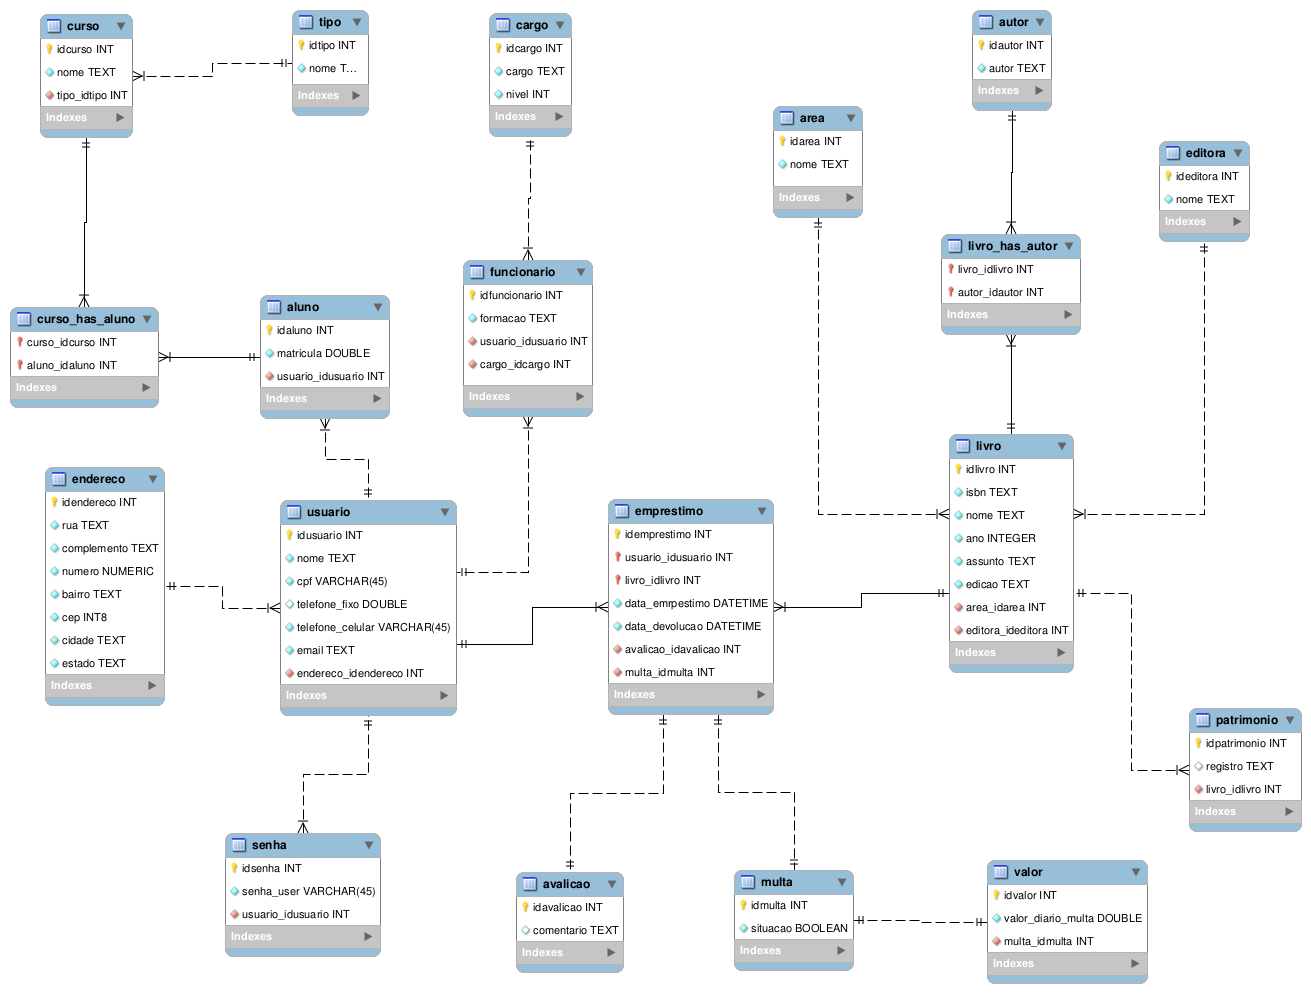 curso
idcurso INT
nome TEXT
tipo_idtipo INT
Indexes
tipo
idtipo INT
nome T...
Indexes
cargo
idcargo INT
cargo TEXT
nivel INT
Indexes
autor
idautor INT
autor TEXT
Indexes
area
idarea INT
nome TEXT
Indexes
editora
ideditora INT
nome TEXT
Indexes
livro_has_autor
livro_idlivro INT
autor_idautor INT
Indexes
funcionario
idfuncionario INT
formacao TEXT
usuario_idusuario INT
cargo_idcargo INT
Indexes
aluno
idaluno INT
matricula DOUBLE
usuario_idusuario INT
Indexes
curso_has_aluno
curso_idcurso INT
aluno_idaluno INT
Indexes
livro
idlivro INT
isbn TEXT
nome TEXT
ano INTEGER
assunto TEXT
edicao TEXT
area_idarea INT
editora_ideditora INT
Indexes
endereco
idendereco INT
rua TEXT
complemento TEXT
numero NUMERIC
bairro TEXT
cep INT8
cidade TEXT
estado TEXT
Indexes
usuario
idusuario INT
nome TEXT
cpf VARCHAR(45)
telefone_fixo DOUBLE
telefone_celular VARCHAR(45)
email TEXT
endereco_idendereco INT
Indexes
emprestimo
idemprestimo INT
usuario_idusuario INT
livro_idlivro INT
data_emrpestimo DATETIME
data_devolucao DATETIME
avalicao_idavalicacao INT
multa_idmulta INT
Indexes
patrimonio
idpatrimonio INT
registro TEXT
livro_idlivro INT
Indexes
senha
idsenha INT
senha_user VARCHAR(45)
usuario_idusuario INT
Indexes
avalicao
idavalicao INT
comentario TEXT
Indexes
multa
idmulta INT
situacao BOOLEAN
Indexes
valor
idvalor INT
valor_diario_multa DOUBLE
multa_idmulta INT
Indexes